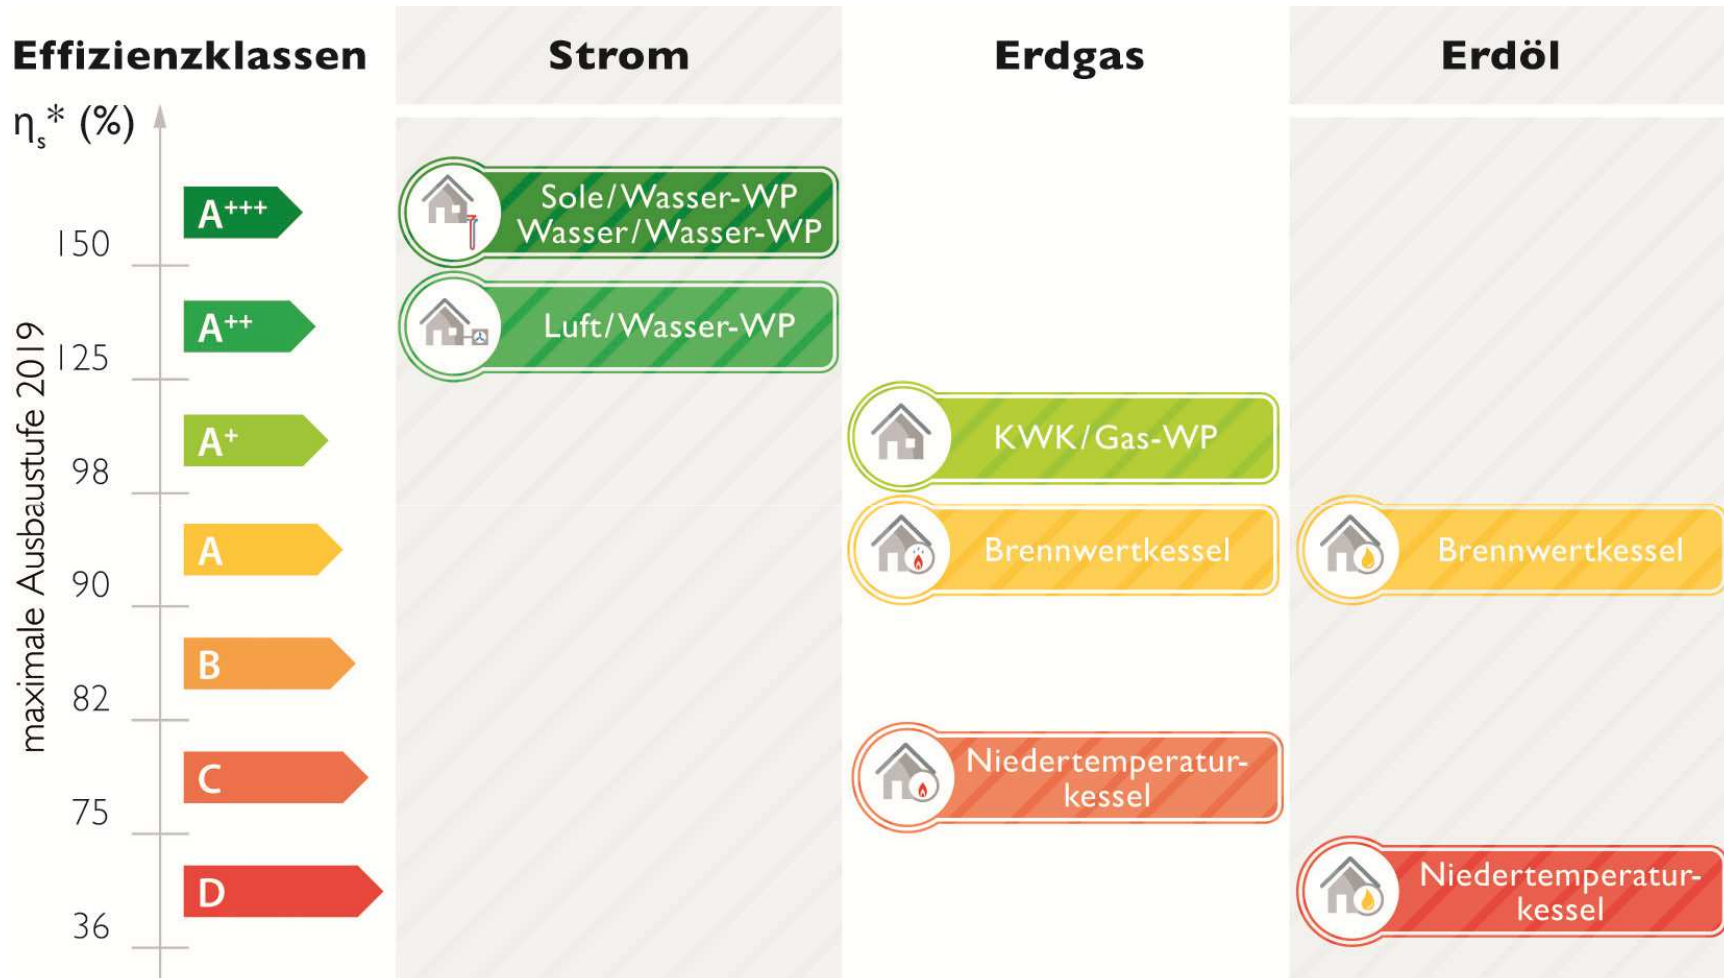 Effizienzklassen
Strom
Erdgas
Erdöl
ηs* (%)
maximale Ausbaustufe 2019
A+++
Sole/Wasser-WP
Wasser/Wasser-WP
150
A++
Luft/Wasser-WP
125
A+
KWK/Gas-WP
98
A
Brennwertkessel
Brennwertkessel
90
B
82
C
Niedertemperatur-
kessel
75
D
Niedertemperatur-
kessel
36